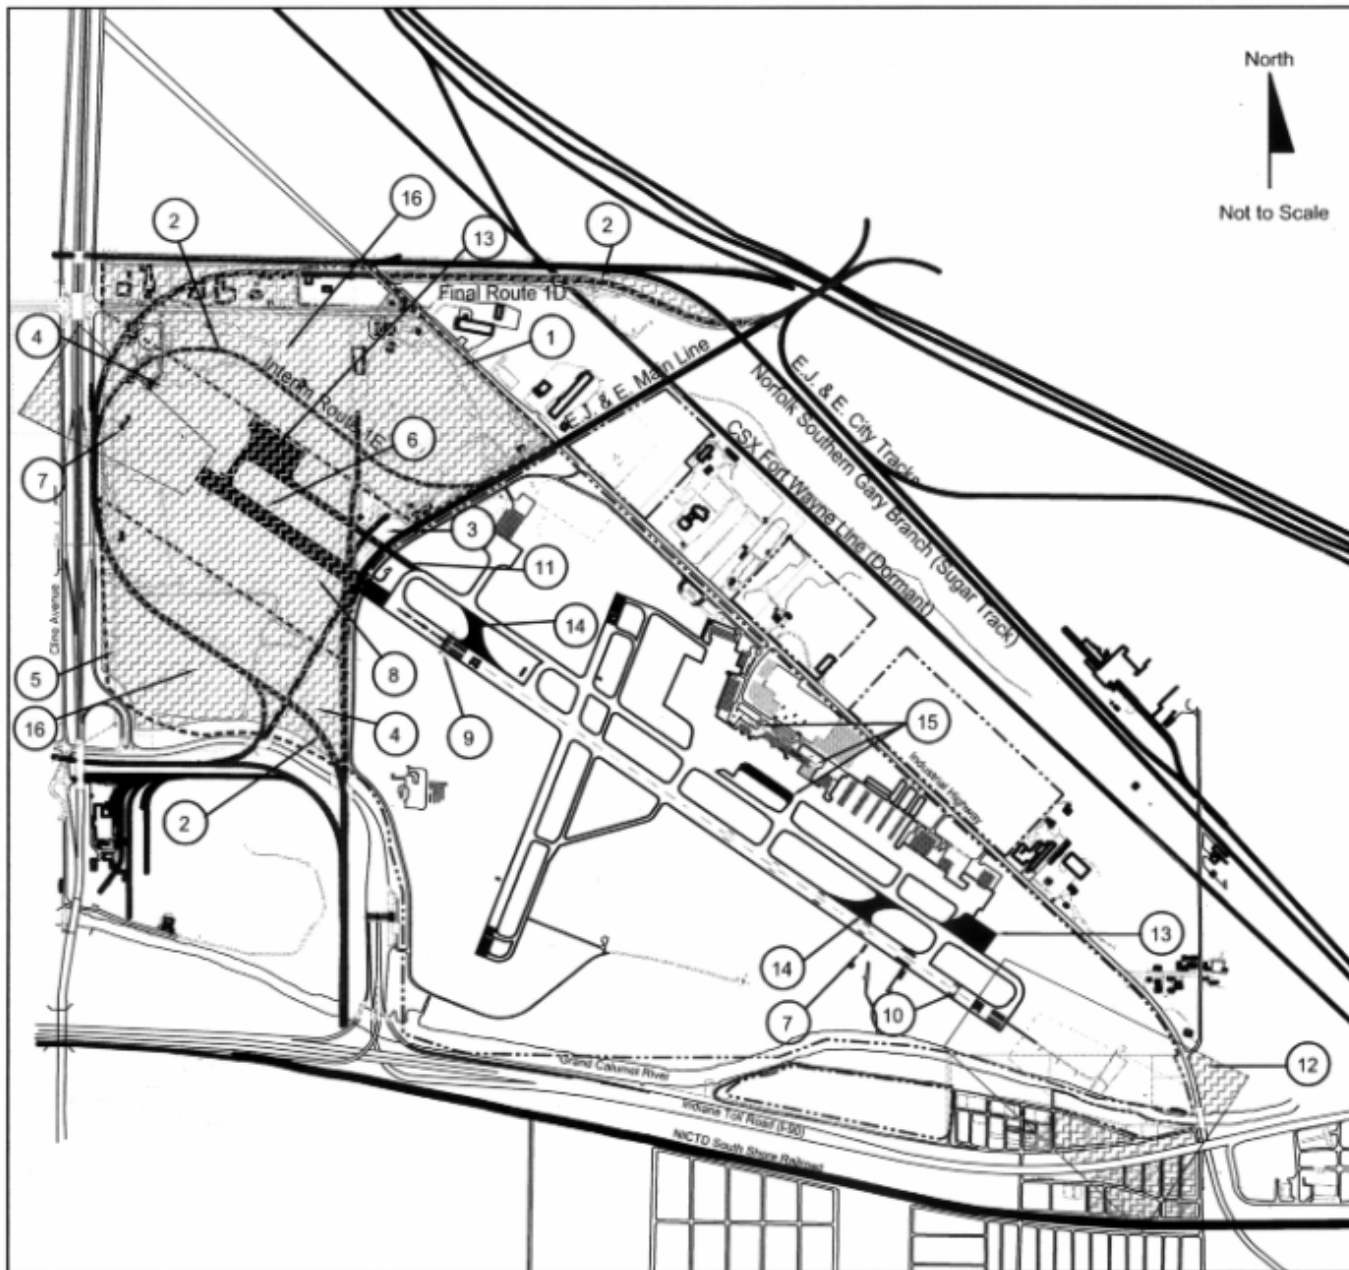 North
Not to Scale
16
2
13
2
Final Route 1D
4
1
Interim Route 1E
E.J. & E. Main Line
E.J. & E. City Tracks
Norfolk Southern Gary Branch (Sugar Track)
CSX Fort Wayne Line (Dormant)
6
7
3
11
14
Cline Avenue
5
8
16
4
9
15
Industrial Highway
2
13
14
7
10
12
Grand Calumet River
Indiana Toll Road (I-90)
NICTD South Shore Railroad